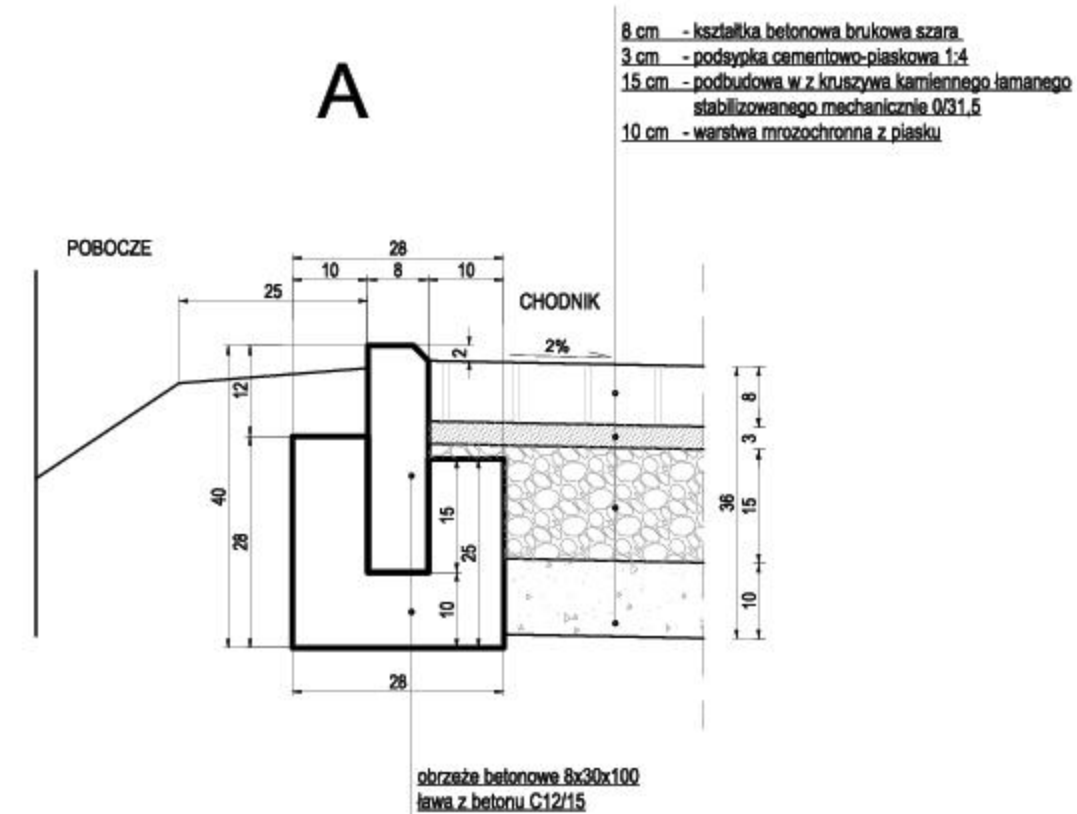 8 cm - kształtka betonowa brukowa szara
3 cm - podsypka cementowo-piaskowa 1:4
15 cm - podbudowa w z kruszywa kamiennego łamanego
stabilizowanego mechanicznie 0/31,5
10 cm - warstwa mrozochronna z piasku
A
POBOCZE
28
10 8 10
25
CHODNIK
2
2%
12
8
3
40
36
15
15
28
25
10
10
28
obrzeże betonowe 8x30x100
ława z betonu C12/15